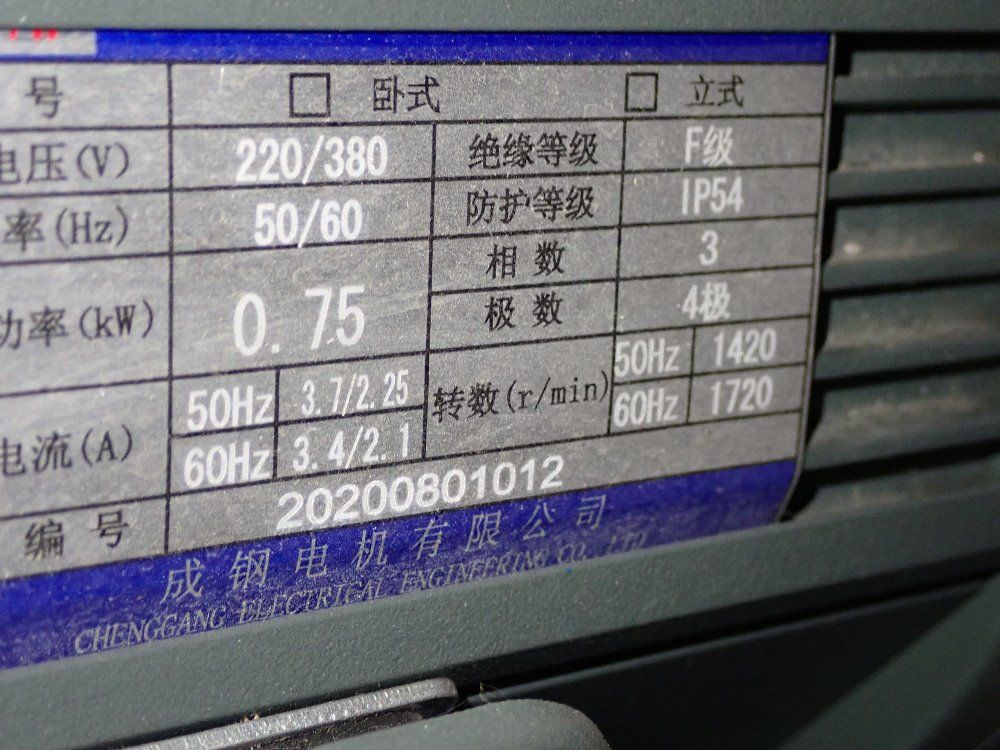 号 □ 卧式 □ 立式
电压(V) 220/380 绝缘等级 F级
率(Hz) 50/60 防护等级 IP54
功率(kW) 0.75 相数 3
极数 4极
电流(A) 50Hz 3.7/2.25 转数(r/min) 50Hz 1420
60Hz 3.4/2.1 60Hz 1720
编号 20200801012
成钢电机有限公司
CHENGGANG ELECTRICAL ENGINEERING CO., LTD